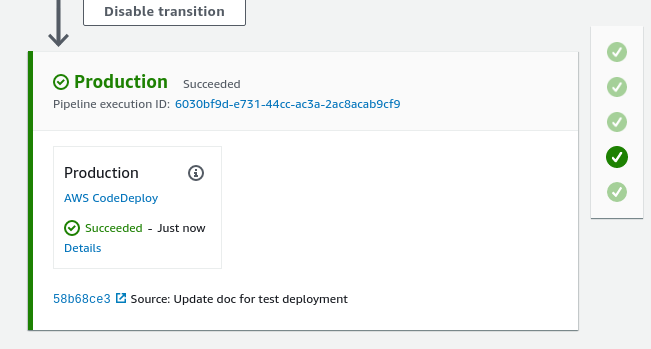 Disable transition
Production Succeeded
Pipeline execution ID: 6030bf9d-e731-44cc-ac3a-2ac8acab9cf9
Production
AWS CodeDeploy
Succeeded - Just now
Details
58b68ce3 Source: Update doc for test deployment